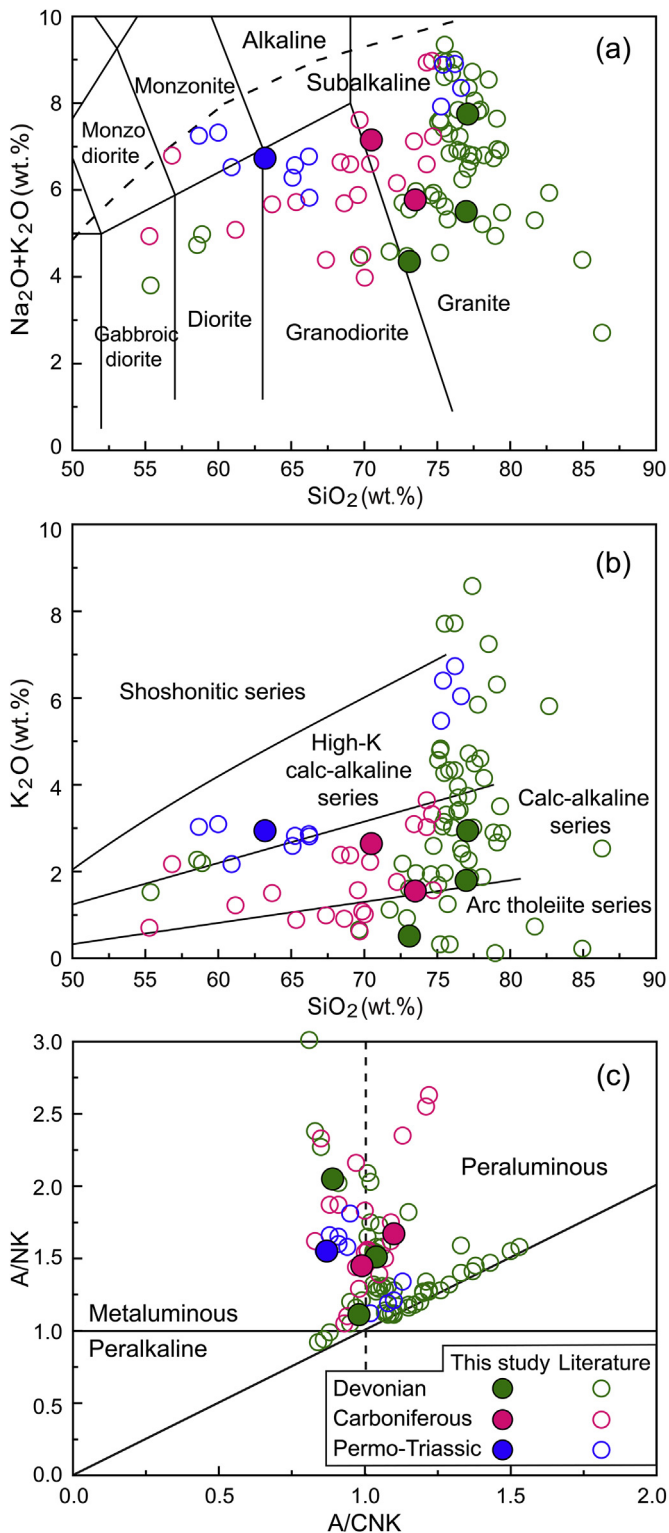 10
8
6
4
2
0
Na₂O+K₂O (wt.%)
(a)
Alkaline
Monzonite
Subalkaline
Monzo
diorite
Gabbroic
diorite
Diorite
Granodiorite
Granite
50 55 60 65 70 75 80 85 90
SiO₂ (wt.%)
10
8
6
4
2
0
K₂O (wt.%)
(b)
Shoshonitic series
High-K
calc-alkaline
series
Calc-alkaline
series
Arc tholeiite series
50 55 60 65 70 75 80 85 90
SiO₂ (wt.%)
3.0
2.5
2.0
1.5
1.0
0.5
0.0
A/NK
(c)
Peraluminous
Metaluminous
Peralkaline
This study Literature
Devonian
Carboniferous
Permo-Triassic
0.0 0.5 1.0 1.5 2.0
A/CNK